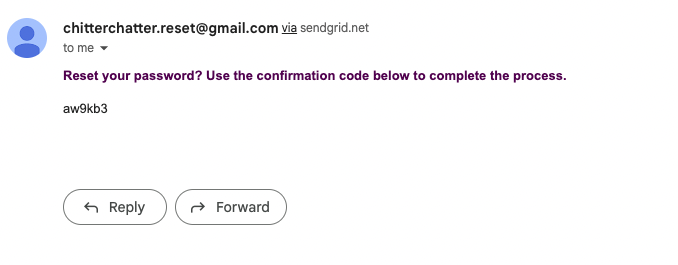 chitterchatter.reset@gmail.com via sendgrid.net
to me
Reset your password? Use the confirmation code below to complete the process.
aw9kb3
Reply Forward